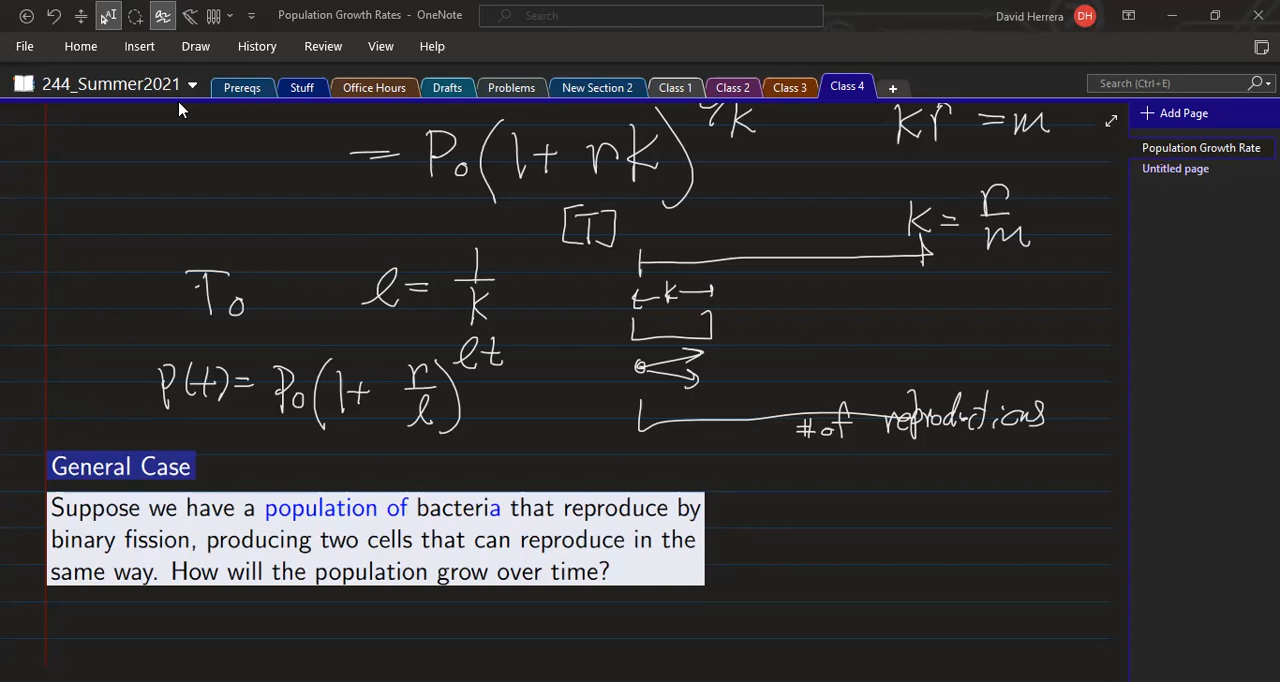 Population Growth Rates - OneNote
Search
David Herrera DH
File Home Insert Draw History Review View Help
244_Summer2021 Prereqs Stuff Office Hours Drafts Problems New Section 2 Class 1 Class 2 Class 3 Class 4 +
Search (Ctrl+E)
+ Add Page
Population Growth Rate
Untitled page
= P₀(1 + rk)
kr = m
[T]
k = r/m
T₀
l = 1/k
k
P(t) = P₀(1 + r/l)^lt
# of reproductions
General Case
Suppose we have a population of bacteria that reproduce by
binary fission, producing two cells that can reproduce in the
same way. How will the population grow over time?